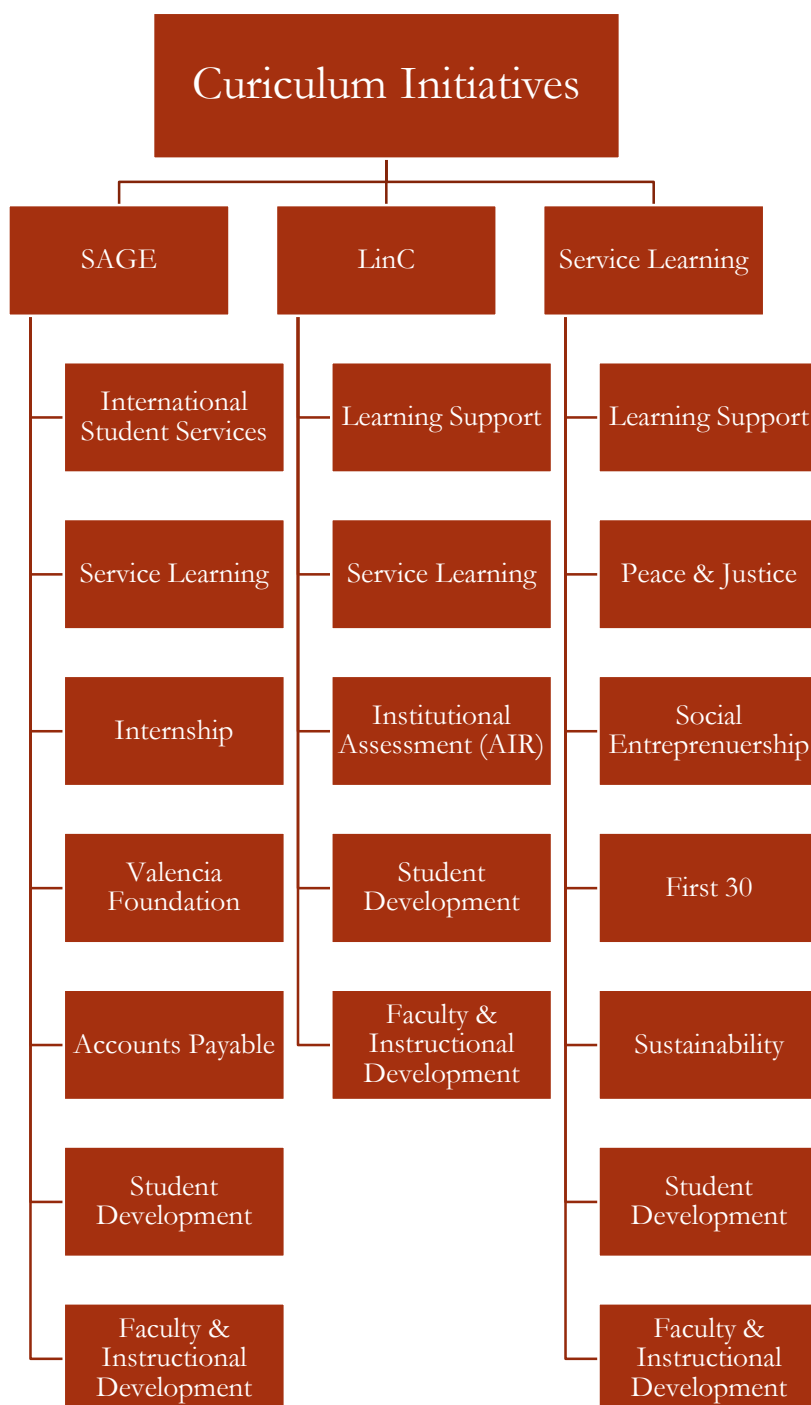 Curiculum Initiatives
SAGE
International
Student Services
Service Learning
Internship
Valencia
Foundation
Accounts Payable
Student
Development
Faculty &
Instructional
Development
LinC
Learning Support
Service Learning
Institutional
Assessment (AIR)
Student
Development
Faculty &
Instructional
Development
Service Learning
Learning Support
Peace & Justice
Social
Entreprenuership
First 30
Sustainability
Student
Development
Faculty &
Instructional
Development